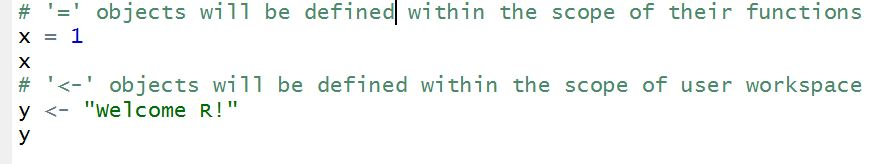 # '=' objects will be defined within the scope of their functions
x = 1
x
# '<-' objects will be defined within the scope of user workspace
y <- "Welcome R!"
y